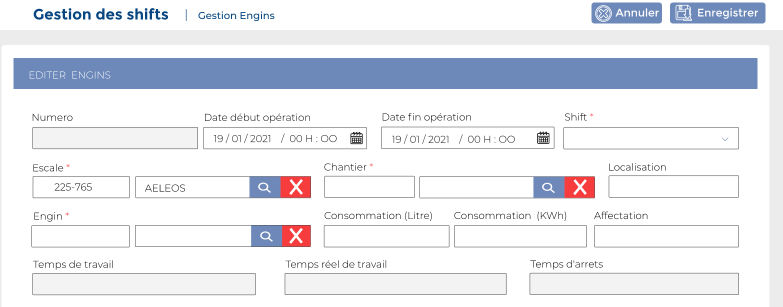 Gestion des shifts | Gestion Engins Annuler Enregistrer
EDITER ENGINS
Numero Date début opération Date fin opération Shift *
19 / 01 / 2021 / 00 H : OO 19 / 01 / 2021 / 00 H : OO
Escale * Chantier * Localisation
225-765 AELEOS
Engin * Consommation (Litre) Consommation (KWh) Affectation
Temps de travail Temps réel de travail Temps d'arrets